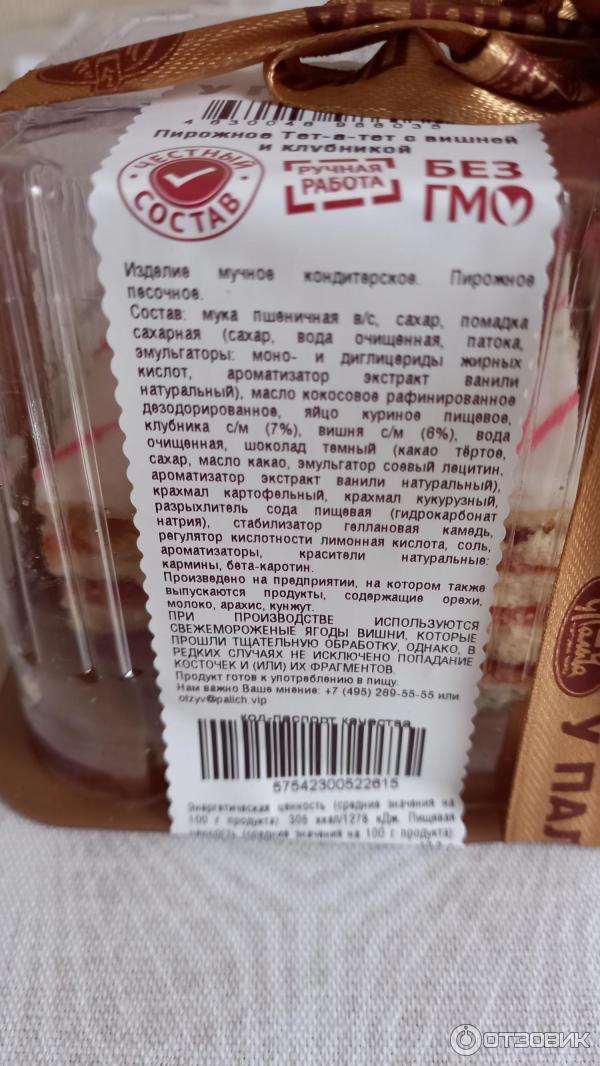 4630048 988035
Пирожное Тет-а-тет с вишней
и клубникой
ЧЕСТНЫЙ
СОСТАВ
РУЧНАЯ
РАБОТА
БЕЗ
ГМО
Изделие мучное кондитерское. Пирожное
песочное.
Состав: мука пшеничная в/с, сахар, помадка
сахарная (сахар, вода очищенная, патока,
эмульгаторы: моно- и диглицериды жирных
кислот, ароматизатор экстракт ванили
натуральный), масло кокосовое рафинированное
дезодорированное, яйцо куриное пищевое,
клубника с/м (7%), вишня с/м (6%), вода
очищенная, шоколад темный (какао тёртое,
сахар, масло какао, эмульгатор соевый лецитин,
ароматизатор экстракт ванили натуральный),
крахмал картофельный, крахмал кукурузный,
разрыхлитель сода пищевая (гидрокарбонат
натрия), стабилизатор геллановая камедь,
регулятор кислотности лимонная кислота, соль,
ароматизаторы, красители натуральные:
кармины, бета-каротин.
Произведено на предприятии, на котором также
выпускаются продукты, содержащие орехи,
молоко, арахис, кунжут.
ПРИ ПРОИЗВОДСТВЕ ИСПОЛЬЗУЮТСЯ
СВЕЖЕМОРОЖЕНЫЕ ЯГОДЫ ВИШНИ, КОТОРЫЕ
ПРОШЛИ ТЩАТЕЛЬНУЮ ОБРАБОТКУ, ОДНАКО, В
РЕДКИХ СЛУЧАЯХ НЕ ИСКЛЮЧЕНО ПОПАДАНИЕ
КОСТОЧЕК И (ИЛИ) ИХ ФРАГМЕНТОВ.
Продукт готов к употреблению в пищу.
Нам важно Ваше мнение: +7 (495) 269-55-55 или
otzyv@palich.vip
код-паспорт качества
57542300522615
Энергетическая ценность (средние значения на
100 г продукта): 305 ккал/1278 кДж. Пищевая
ценность (средние значения на 100 г продукта):
У ПАЛ
ОТЗОВИК